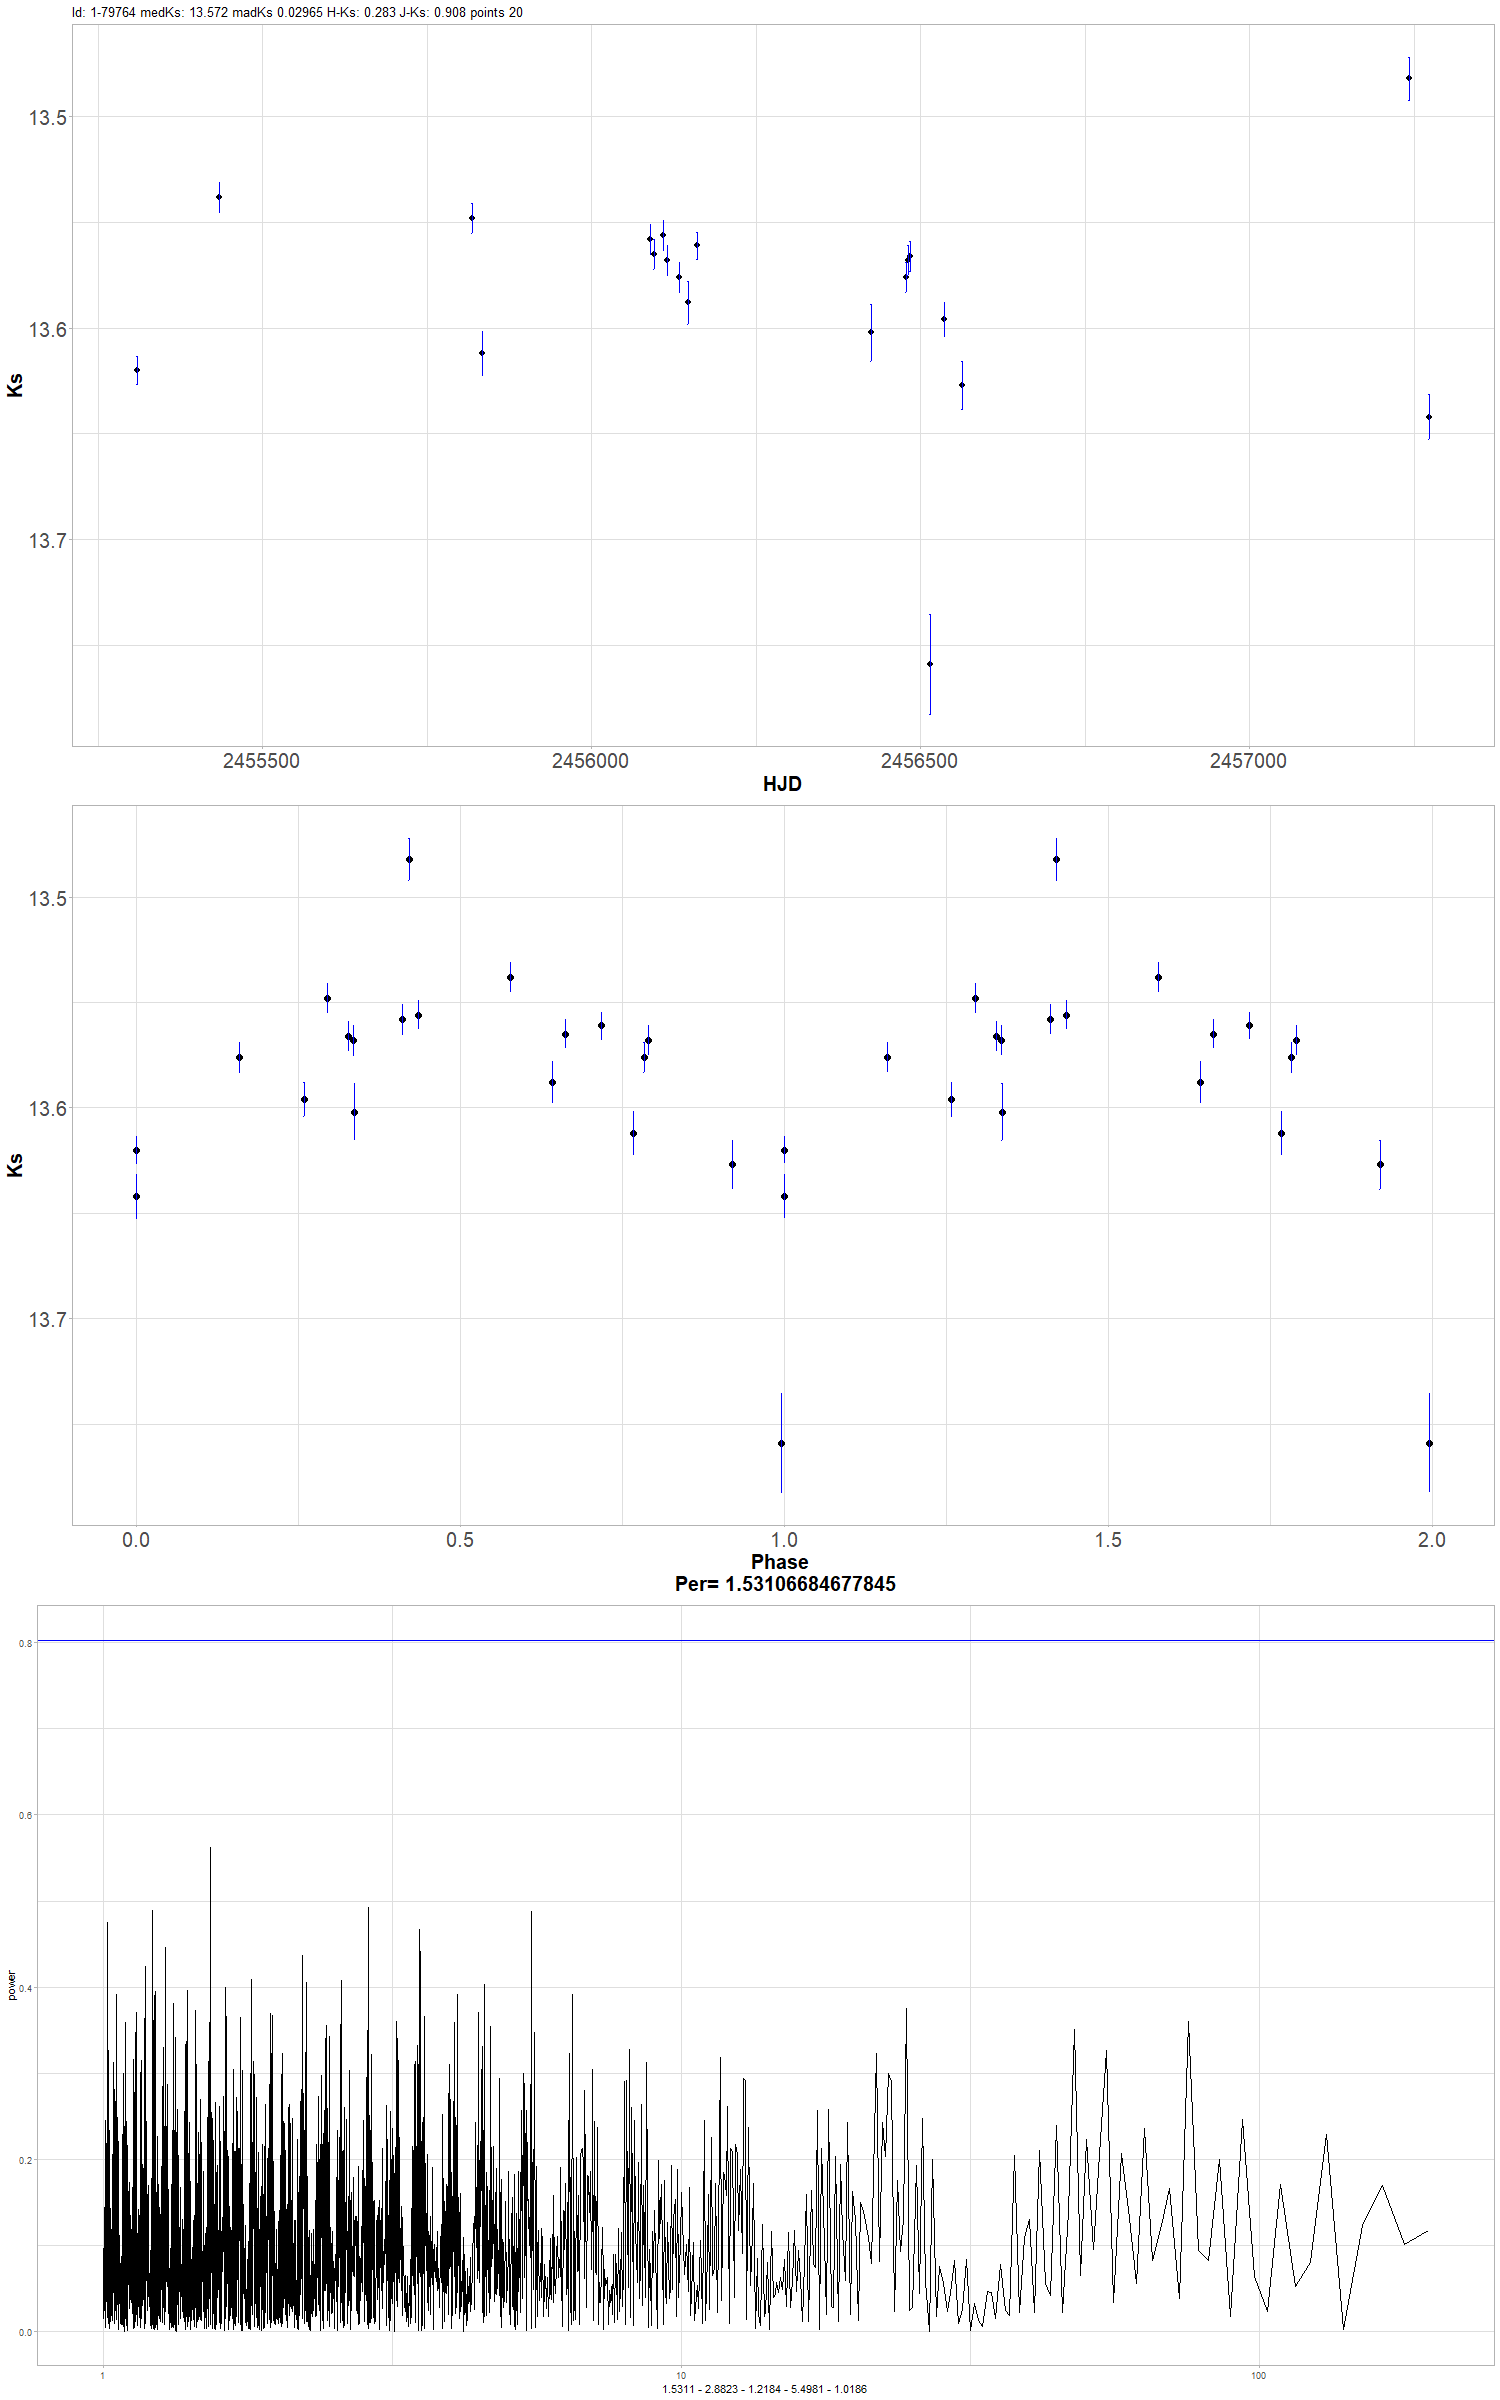 Id: 1-79764 medKs: 13.572 madKs 0.02965 H-Ks: 0.283 J-Ks: 0.908 points 20
13.5
13.6
13.7
Ks
2455500 2456000 2456500 2457000
HJD
13.5
13.6
13.7
Ks
0.0 0.5 1.0 1.5 2.0
Phase
Per= 1.53106684677845
0.8
0.6
0.4
0.2
0.0
power
1 10 100
1.5311 - 2.8823 - 1.2184 - 5.4981 - 1.0186